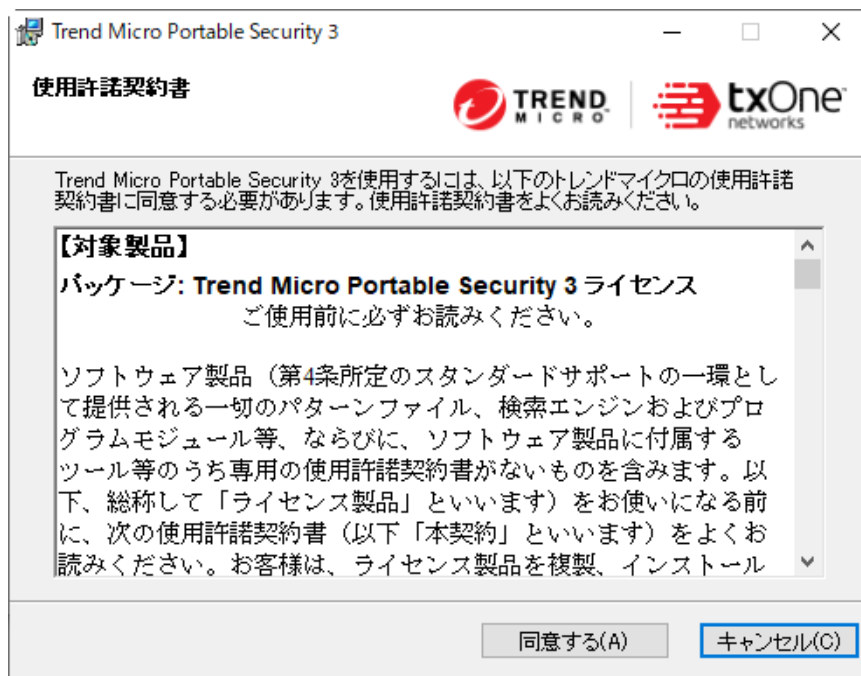 Trend Micro Portable Security 3
使用許諾契約書
TREND MICRO
txOne networks
Trend Micro Portable Security 3を使用するには、以下のトレンドマイクロの使用許諾
契約書に同意する必要があります。使用許諾契約書をよくお読みください。
【対象製品】
パッケージ: Trend Micro Portable Security 3 ライセンス
ご使用前に必ずお読みください。
ソフトウェア製品（第4条所定のスタンダードサポートの一環とし
て提供される一切のパターンファイル、検索エンジンおよびプロ
グラムモジュール等、ならびに、ソフトウェア製品に付属する
ツール等のうち専用の使用許諾契約書がないものを含みます。以
下、総称して「ライセンス製品」といいます）をお使いになる前
に、次の使用許諾契約書（以下「本契約」といいます）をよくお
読みください。お客様は、ライセンス製品を複製、インストール
同意する(A)
キャンセル(C)